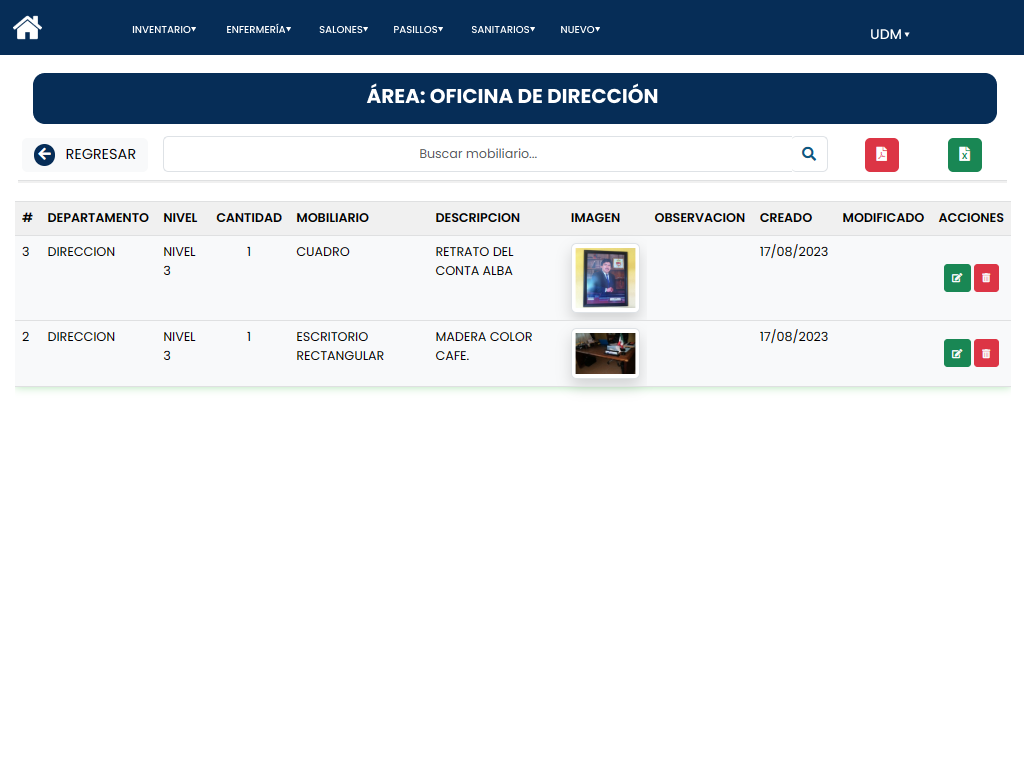 INVENTARIO▾ ENFERMERÍA▾ SALONES▾ PASILLOS▾ SANITARIOS▾ NUEVO▾ UDM ▾
ÁREA: OFICINA DE DIRECCIÓN
REGRESAR Buscar mobiliario...
# DEPARTAMENTO NIVEL CANTIDAD MOBILIARIO DESCRIPCION IMAGEN OBSERVACION CREADO MODIFICADO ACCIONES
3 DIRECCION NIVEL 1 CUADRO RETRATO DEL 17/08/2023
3 CONTA ALBA
2 DIRECCION NIVEL 1 ESCRITORIO MADERA COLOR 17/08/2023
3 RECTANGULAR CAFE.